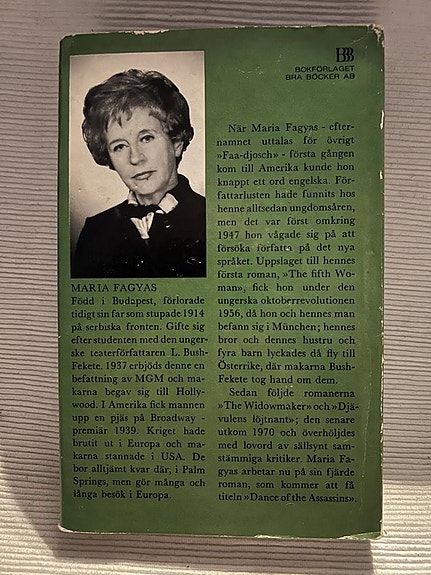 BB
BOKFÖRLAGET
BRA BÖCKER AB
MARIA FAGYAS
Född i Budapest, förlorade
tidigt sin far som stupade 1914
på serbiska fronten. Gifte sig
efter studenten med den unger-
ske teaterförfattaren L. Bush-
Fekete. 1937 erbjöds denne en
befattning av MGM och ma-
karna begav sig till Holly-
wood. I Amerika fick mannen
upp en pjäs på Broadway -
premiär 1939. Kriget hade
brutit ut i Europa och ma-
karna stannade i USA. De
bor alltjämt kvar där, i Palm
Springs, men gör många och
långa besök i Europa.
När Maria Fagyas - efter-
namnet uttalas för övrigt
»Faa-djosch» - första gången
kom till Amerika kunde hon
knappt ett ord engelska. För-
fattarlusten hade funnits hos
henne alltsedan ungdomsåren,
men det var först omkring
1947 hon vågade sig på att
försöka författa på det nya
språket. Uppslaget till hennes
första roman, »The fifth Wo-
man», fick hon under den
ungerska oktoberrevolutionen
1956, då hon och hennes man
befann sig i München; hennes
bror och dennes hustru och
fyra barn lyckades då fly till
Österrike, där makarna Bush-
Fekete tog hand om dem.
Sedan följde romanerna
»The Widowmaker» och »Djä-
vulens löjtnant»; den senare
utkom 1970 och överhöljdes
med lovord av sällsynt sam-
stämmiga kritiker. Maria Fa-
gyas arbetar nu på sin fjärde
roman, som kommer att få
titeln »Dance of the Assassins».